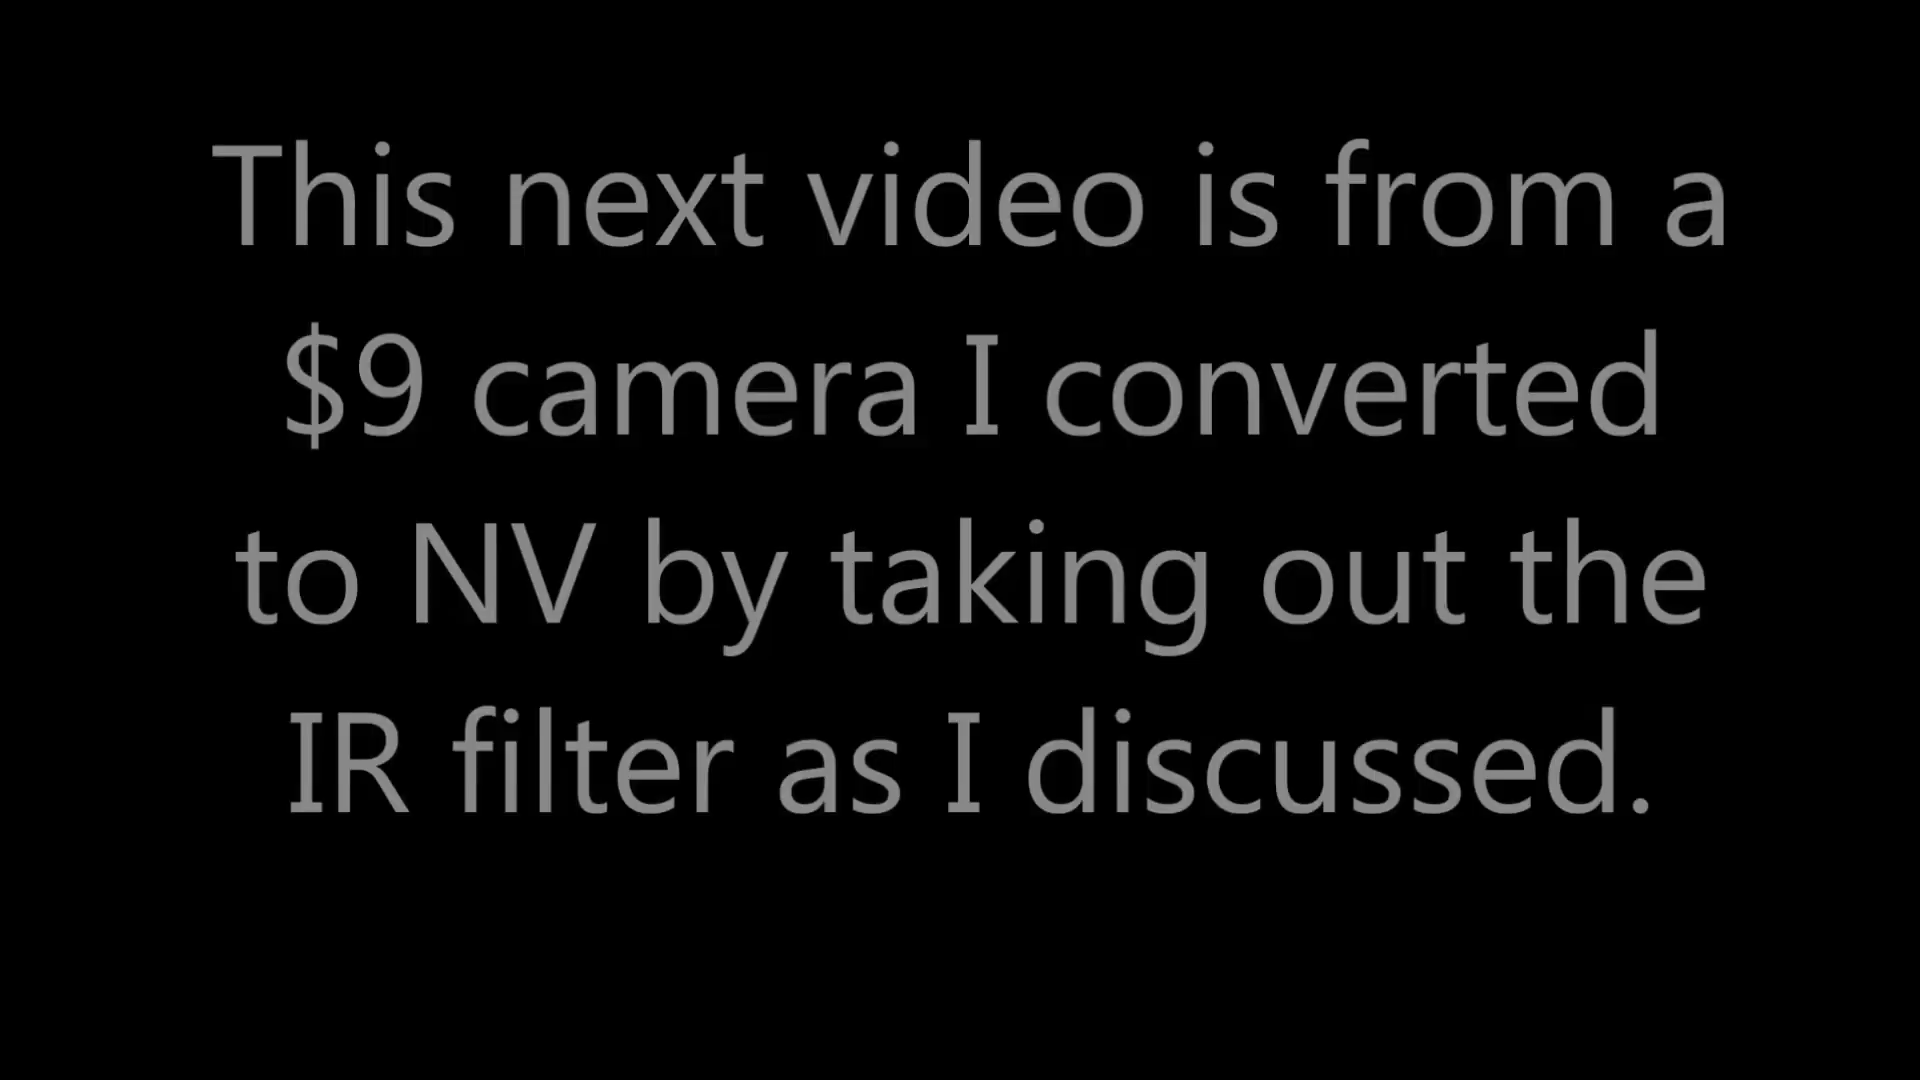 This next video is from a
$9 camera I converted
to NV by taking out the
IR filter as I discussed.